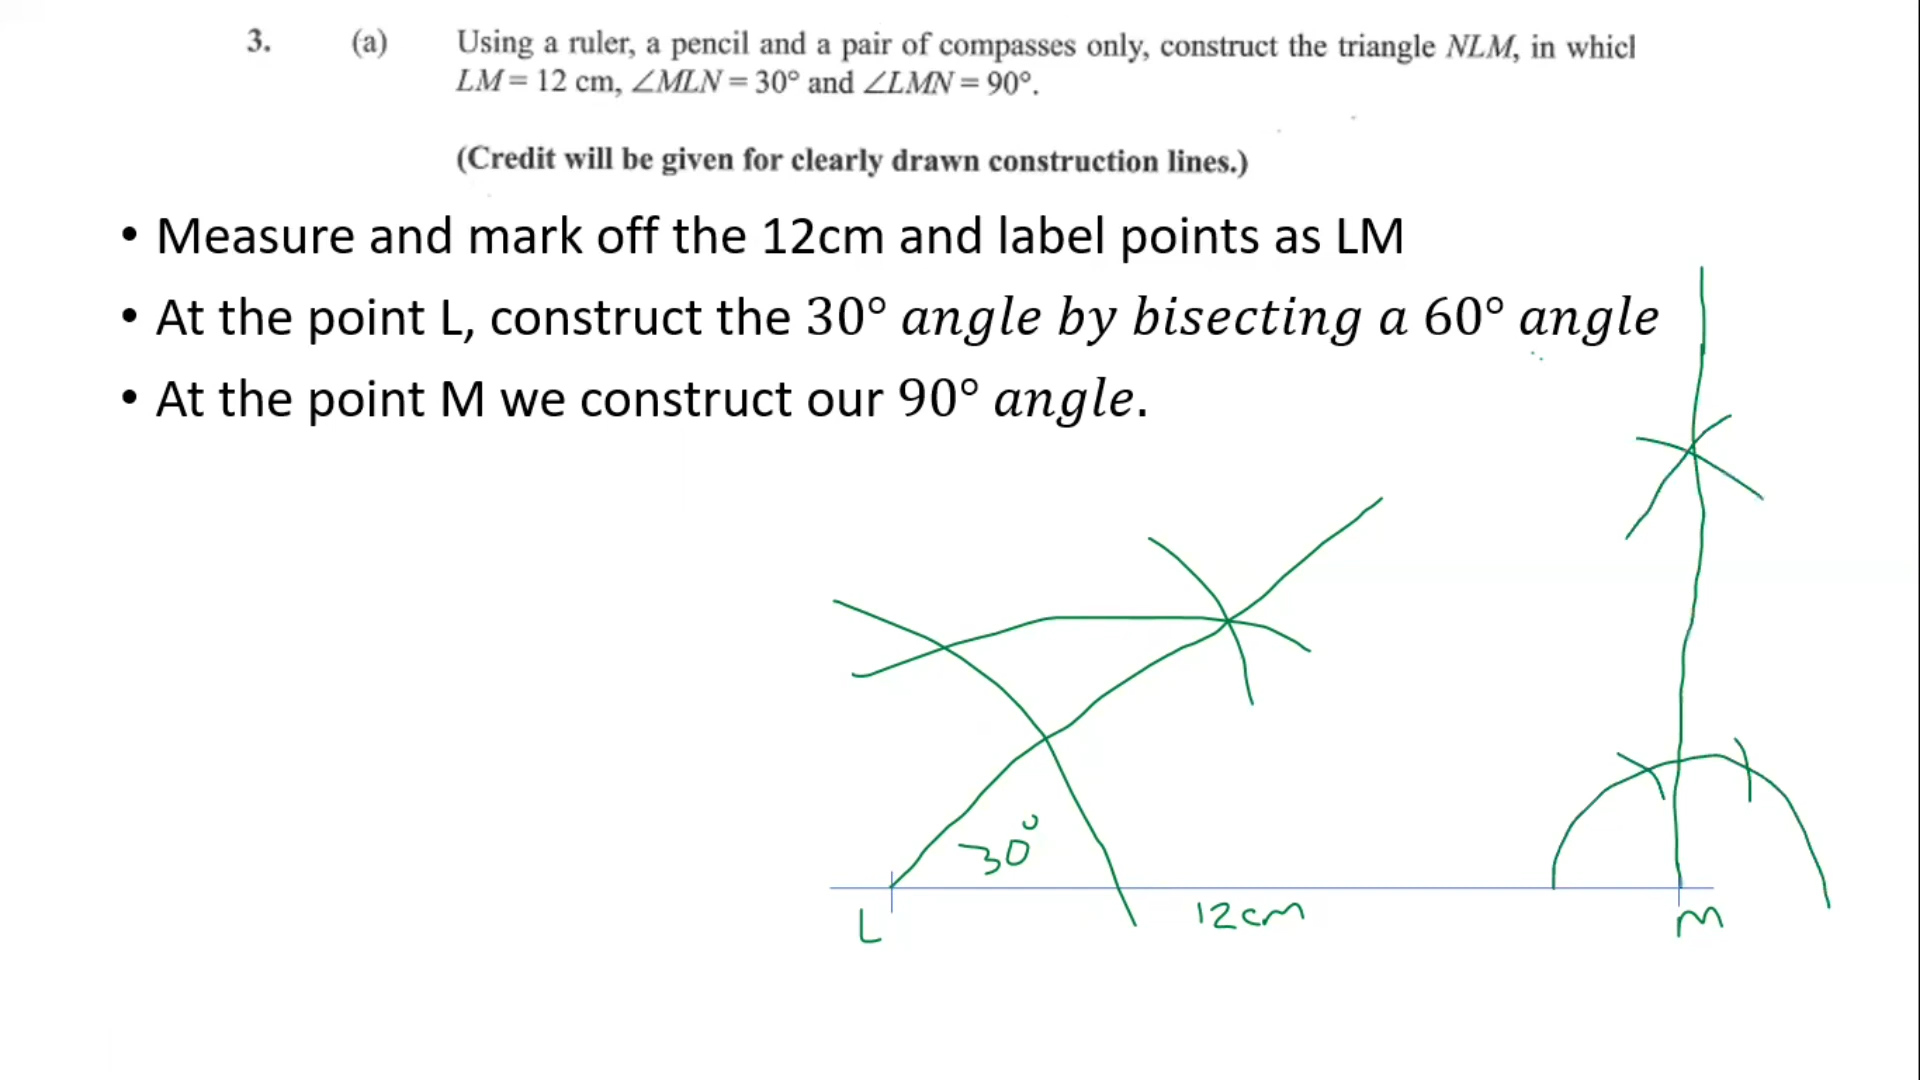 3. (a) Using a ruler, a pencil and a pair of compasses only, construct the triangle NLM, in whicl
LM = 12 cm, ∠MLN = 30° and ∠LMN = 90°.
(Credit will be given for clearly drawn construction lines.)
• Measure and mark off the 12cm and label points as LM
• At the point L, construct the 30° angle by bisecting a 60° angle
• At the point M we construct our 90° angle.
30°
L 12cm M